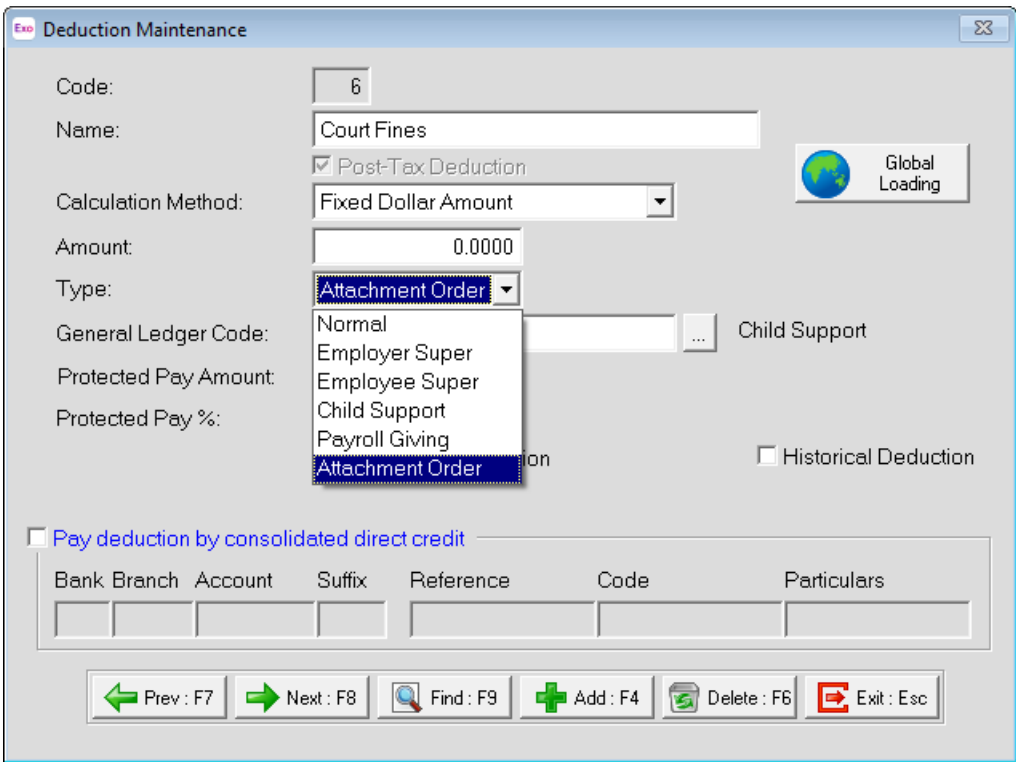 Exo Deduction Maintenance
Code: 6
Name: Court Fines
Post-Tax Deduction
Global
Loading
Calculation Method: Fixed Dollar Amount
Amount: 0.0000
Type: Attachment Order
Normal
General Ledger Code: ... Child Support
Employer Super
Protected Pay Amount:
Employee Super
Protected Pay %:
Child Support
Payroll Giving
Attachment Order
Historical Deduction
Pay deduction by consolidated direct credit
Bank Branch Account Suffix Reference Code Particulars
Prev : F7 Next : F8 Find : F9 Add : F4 Delete : F6 Exit : Esc